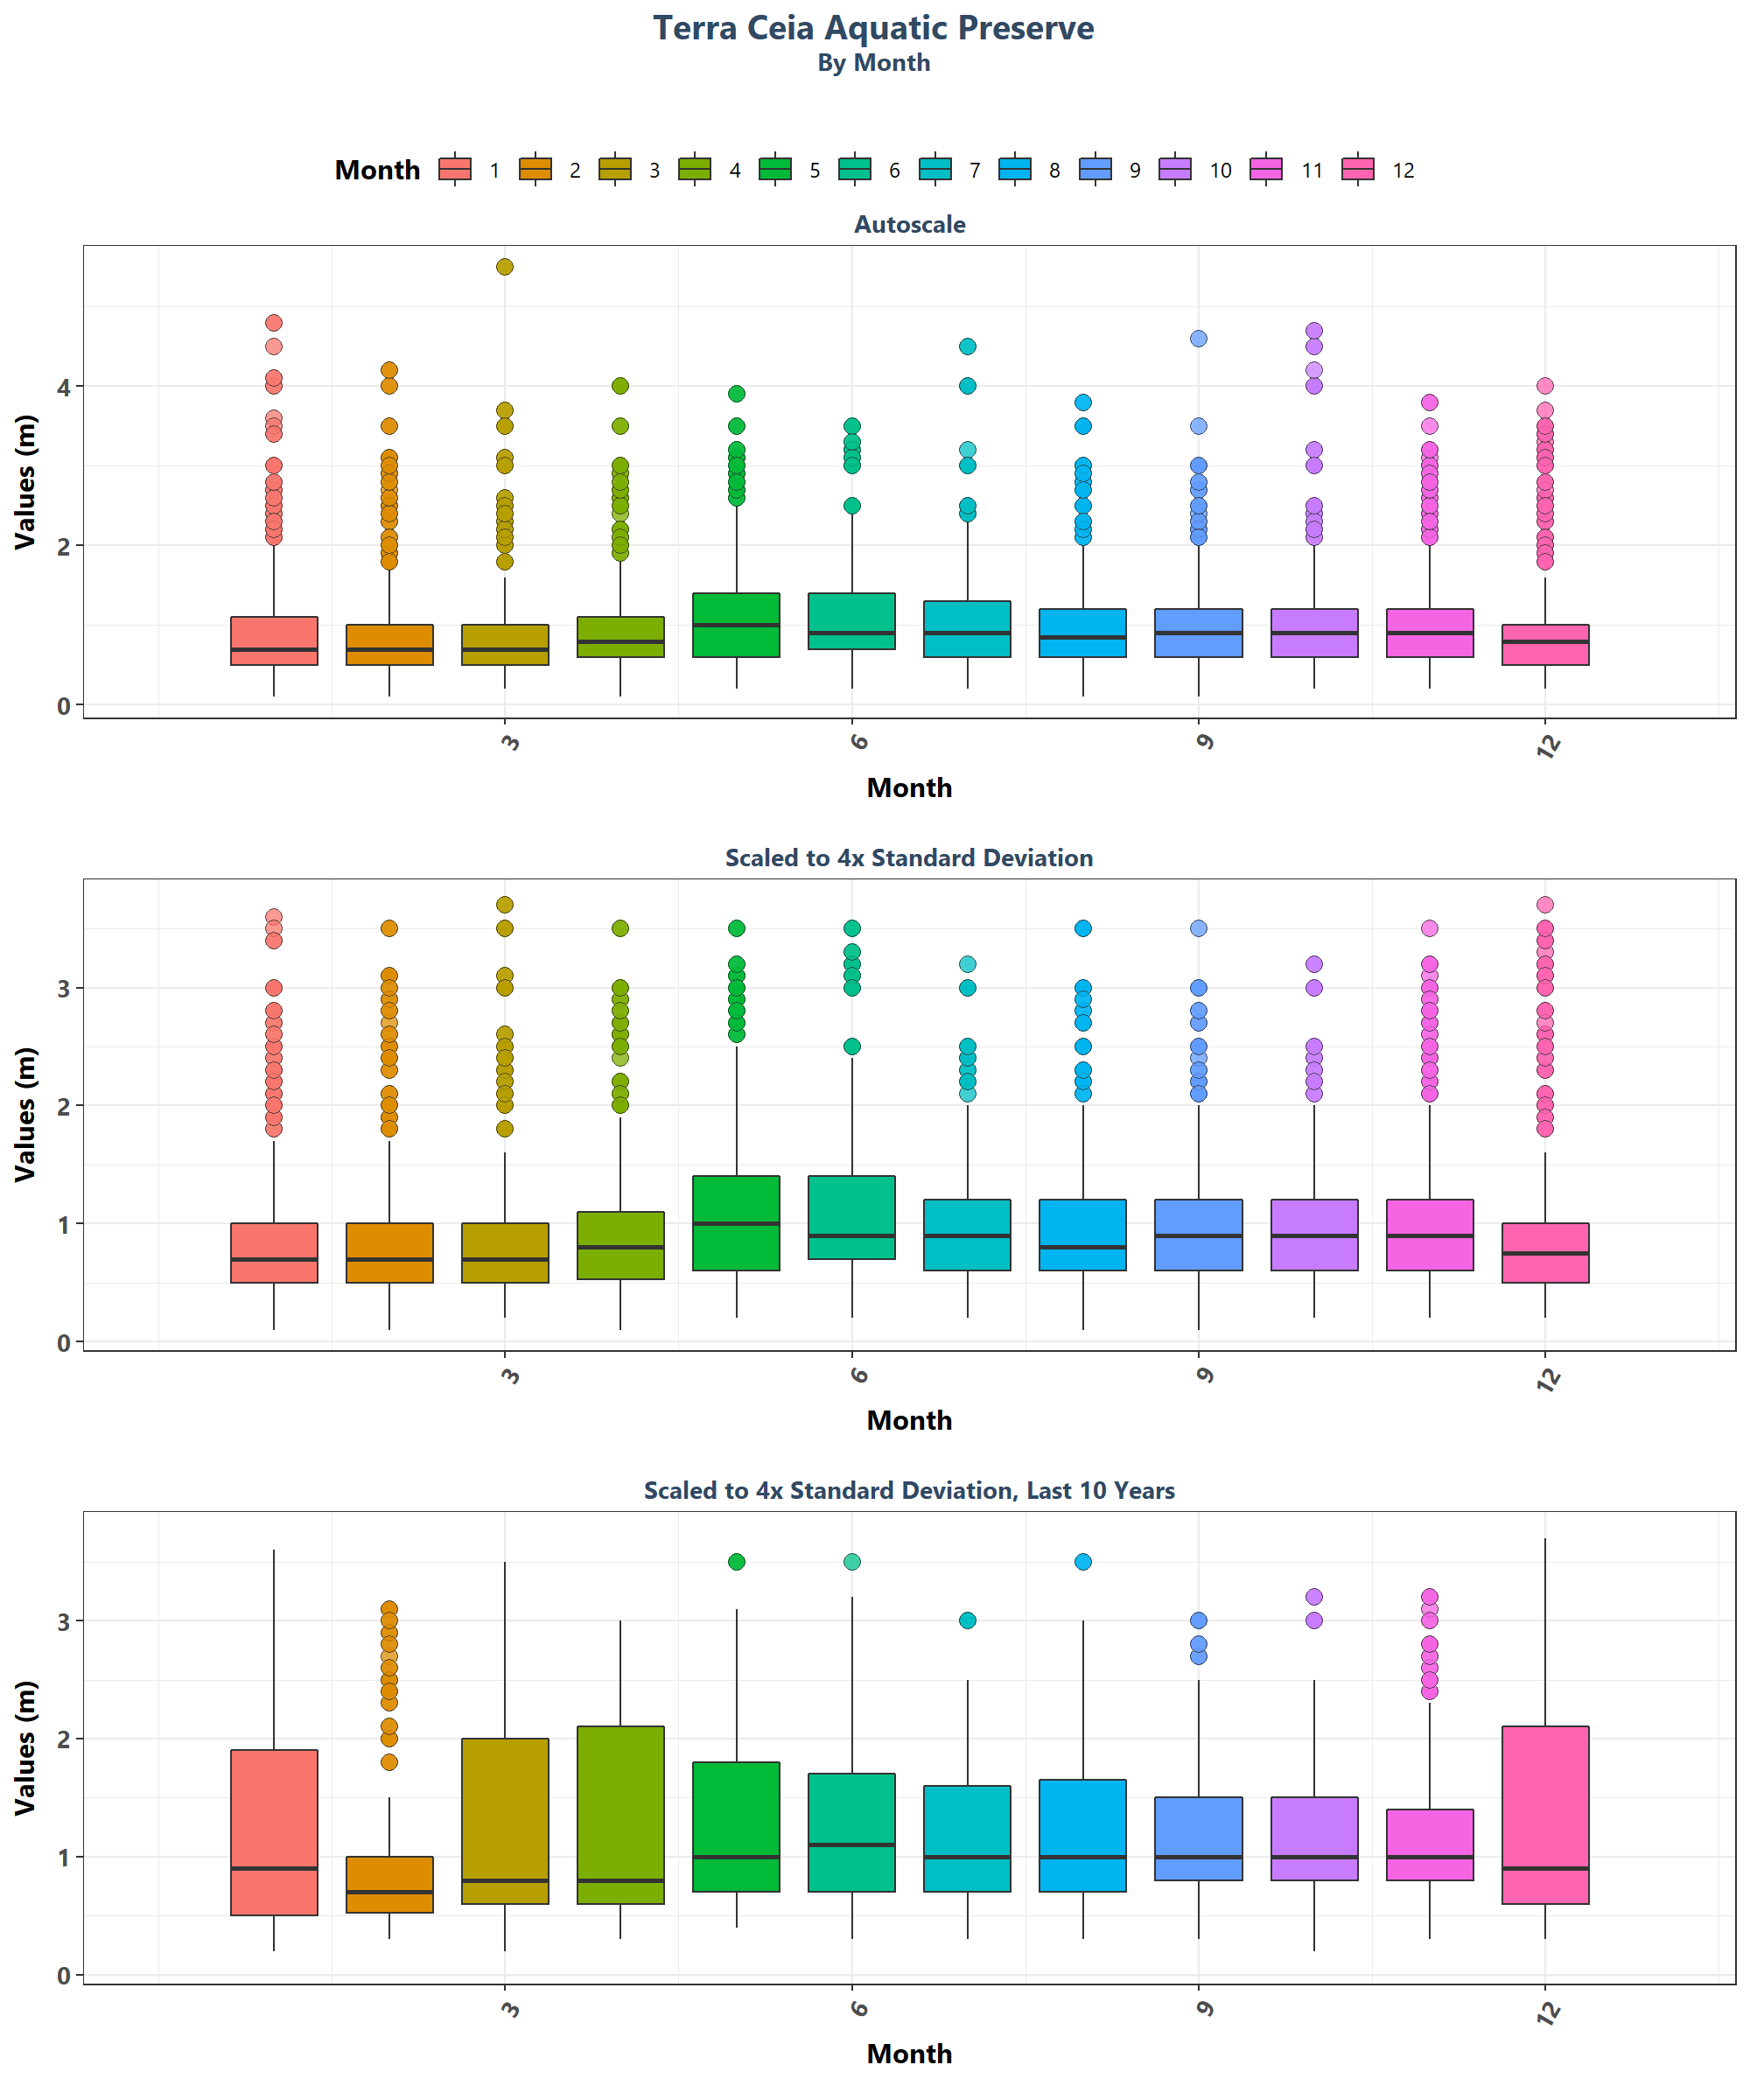 Terra Ceia Aquatic Preserve
By Month
Month 1 2 3 4 5 6 7 8 9 10 11 12
Autoscale
Values (m)
4
2
0
3 6 9 12
Month
Scaled to 4x Standard Deviation
Values (m)
3
2
1
0
3 6 9 12
Month
Scaled to 4x Standard Deviation, Last 10 Years
Values (m)
3
2
1
0
3 6 9 12
Month